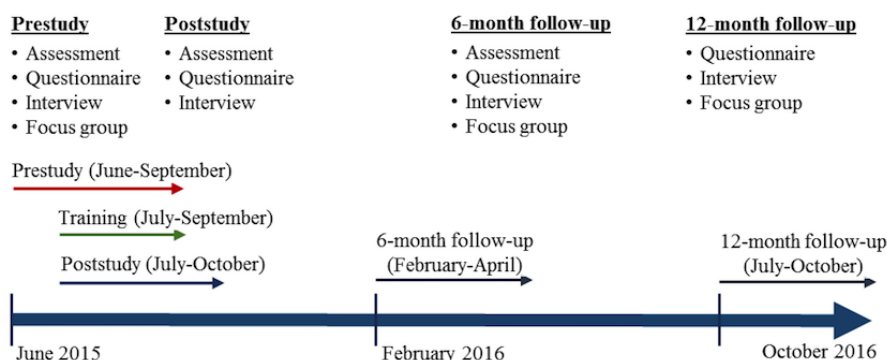 Prestudy
• Assessment
• Questionnaire
• Interview
• Focus group
Poststudy
• Assessment
• Questionnaire
• Interview
6-month follow-up
• Assessment
• Questionnaire
• Interview
• Focus group
12-month follow-up
• Questionnaire
• Interview
• Focus group
Prestudy (June-September)
Training (July-September)
Poststudy (July-October)
6-month follow-up
(February-April)
12-month follow-up
(July-October)
June 2015
February 2016
October 2016